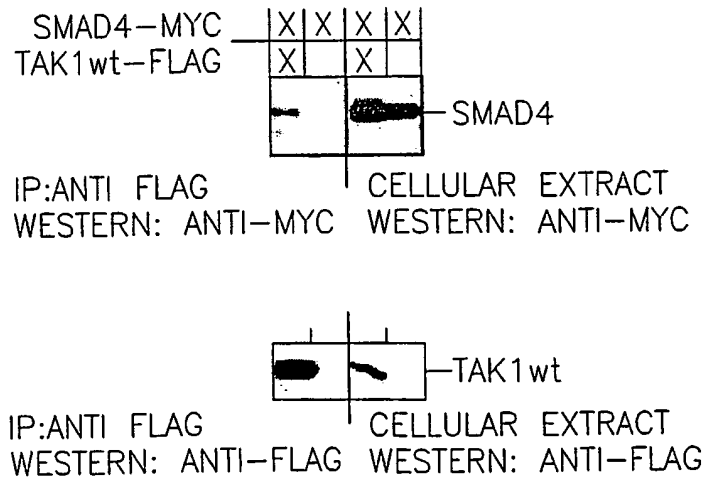 SMAD4-MYC X X X X
TAK1wt-FLAG X X
SMAD4
IP:ANTI FLAG CELLULAR EXTRACT
WESTERN: ANTI-MYC WESTERN: ANTI-MYC
TAK1wt
IP:ANTI FLAG CELLULAR EXTRACT
WESTERN: ANTI-FLAG WESTERN: ANTI-FLAG